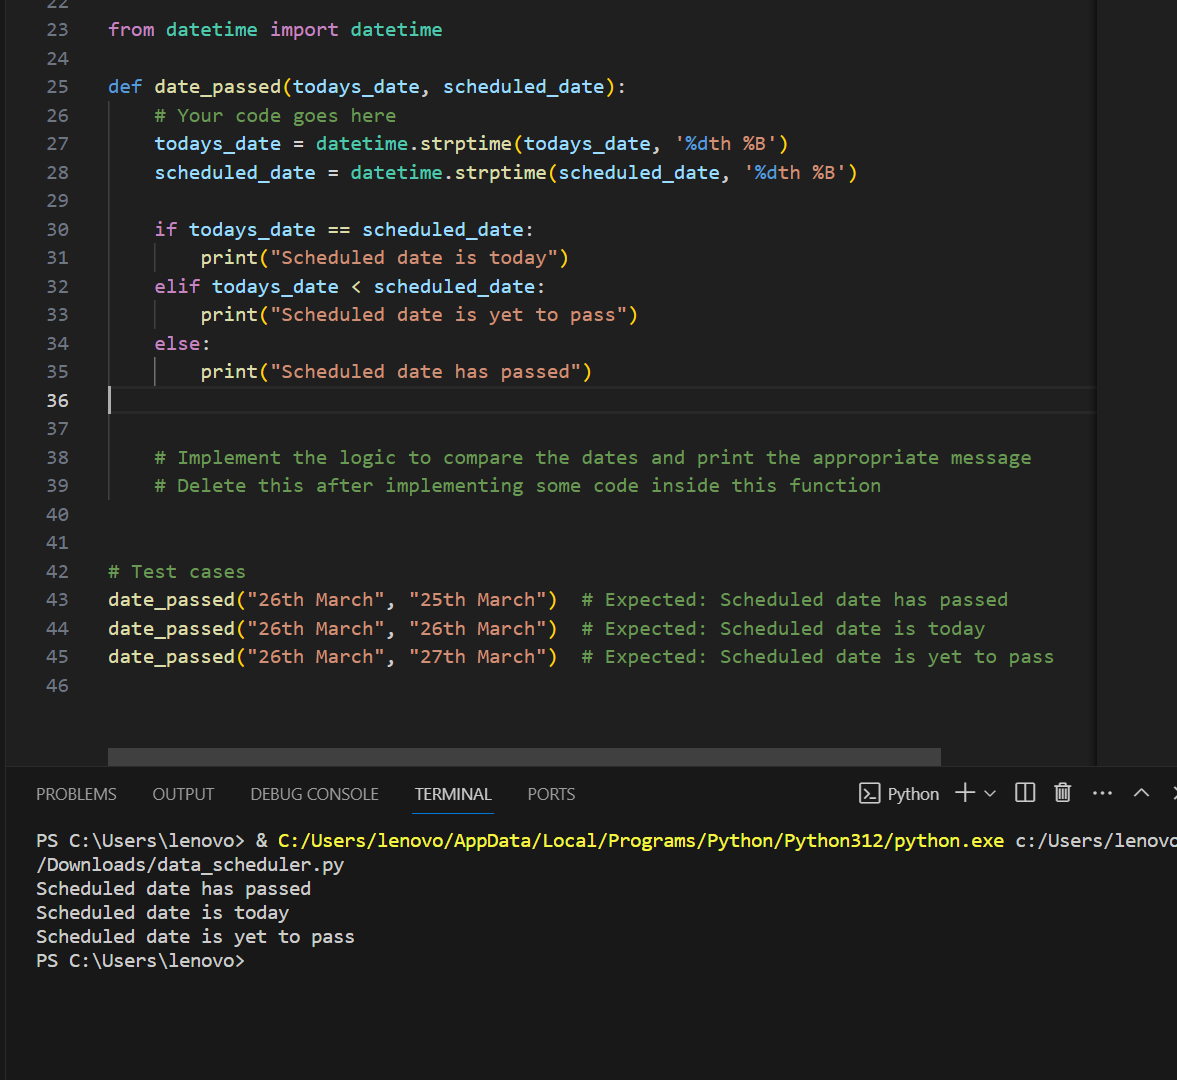 22
23 from datetime import datetime
24
25 def date_passed(todays_date, scheduled_date):
26     # Your code goes here
27     todays_date = datetime.strptime(todays_date, '%dth %B')
28     scheduled_date = datetime.strptime(scheduled_date, '%dth %B')
29
30     if todays_date == scheduled_date:
31         print("Scheduled date is today")
32     elif todays_date < scheduled_date:
33         print("Scheduled date is yet to pass")
34     else:
35         print("Scheduled date has passed")
36
37
38     # Implement the logic to compare the dates and print the appropriate message
39     # Delete this after implementing some code inside this function
40
41
42 # Test cases
43 date_passed("26th March", "25th March")  # Expected: Scheduled date has passed
44 date_passed("26th March", "26th March")  # Expected: Scheduled date is today
45 date_passed("26th March", "27th March")  # Expected: Scheduled date is yet to pass
46
PROBLEMS OUTPUT DEBUG CONSOLE TERMINAL PORTS Python
PS C:\Users\lenovo> & C:/Users/lenovo/AppData/Local/Programs/Python/Python312/python.exe c:/Users/lenovo
/Downloads/data_scheduler.py
Scheduled date has passed
Scheduled date is today
Scheduled date is yet to pass
PS C:\Users\lenovo>